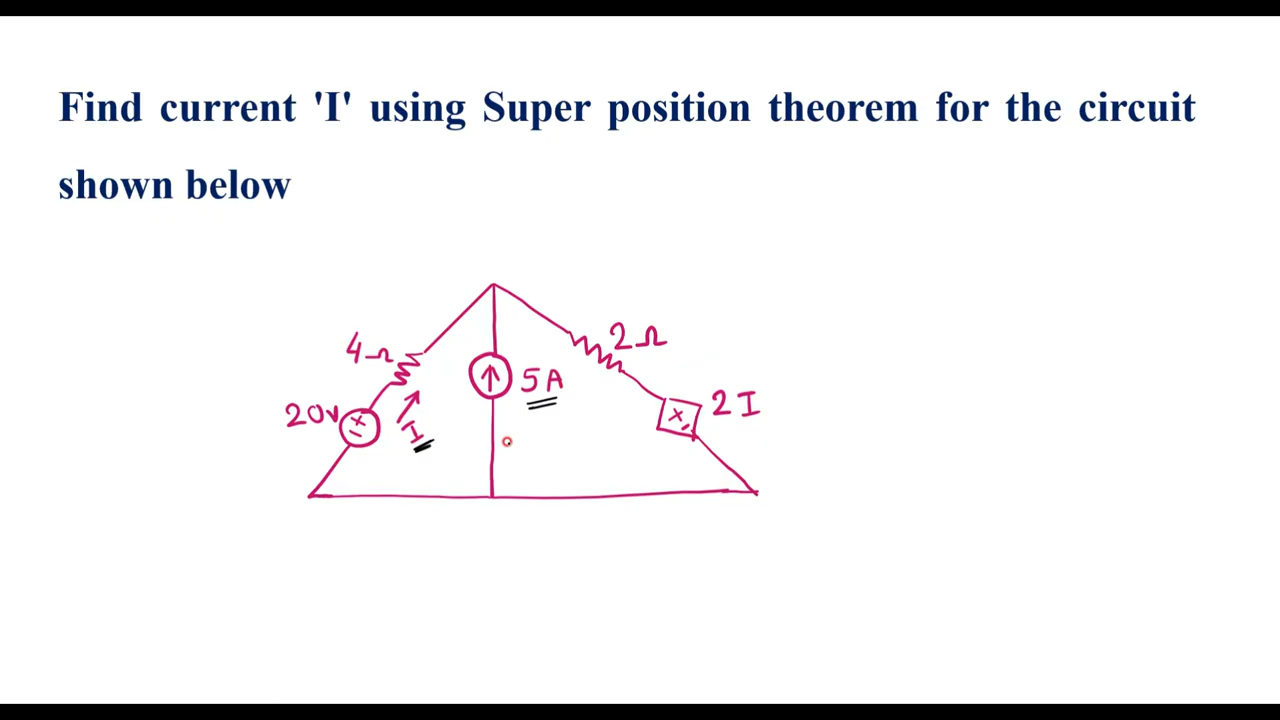 Find current 'I' using Super position theorem for the circuit
shown below
4Ω
2Ω
20v
+
-
I
5A
+
-
2I